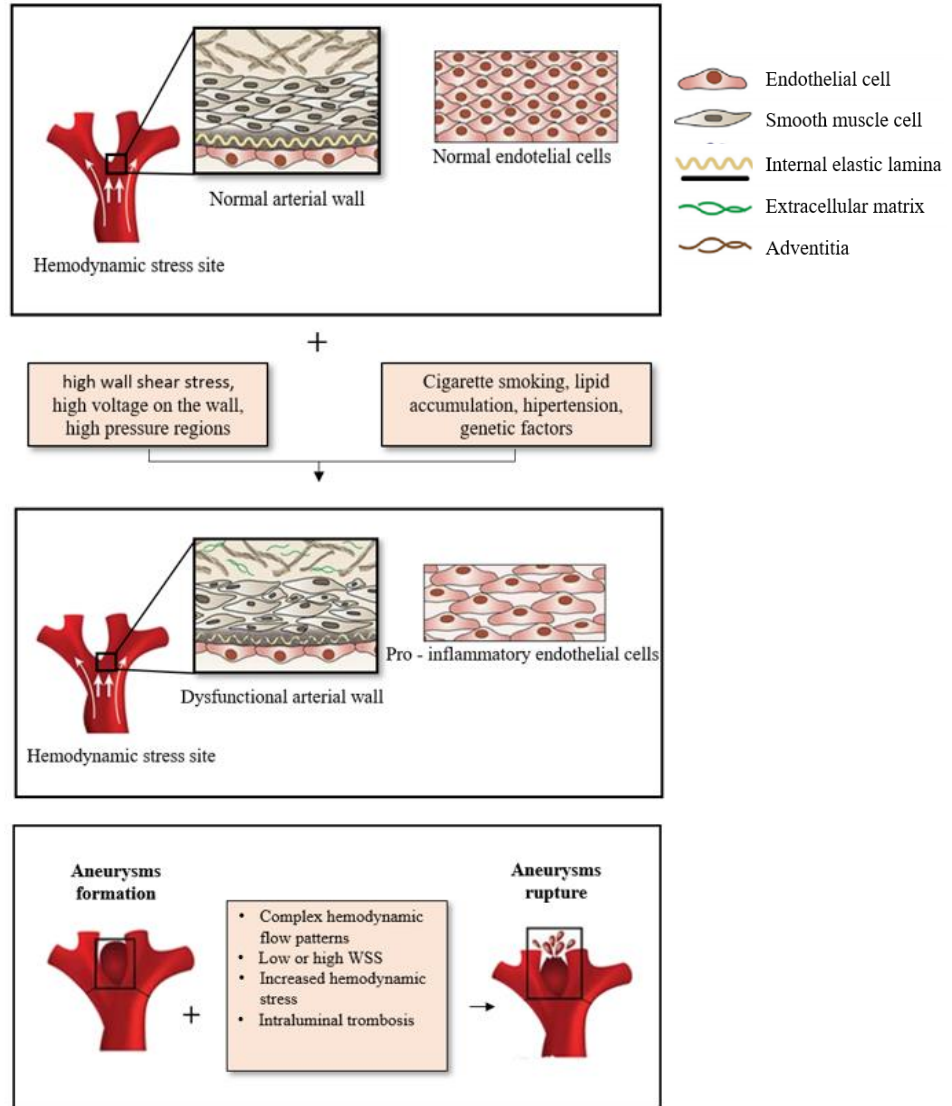 Normal arterial wall
Normal endotelial cells
Hemodynamic stress site
Endothelial cell
Smooth muscle cell
Internal elastic lamina
Extracellular matrix
Adventitia
+
high wall shear stress,
high voltage on the wall,
high pressure regions
Cigarette smoking, lipid
accumulation, hipertension,
genetic factors
Pro - inflammatory endothelial cells
Dysfunctional arterial wall
Hemodynamic stress site
Aneurysms
formation
+
• Complex hemodynamic
flow patterns
• Low or high WSS
• Increased hemodynamic
stress
• Intraluminal trombosis
Aneurysms
rupture